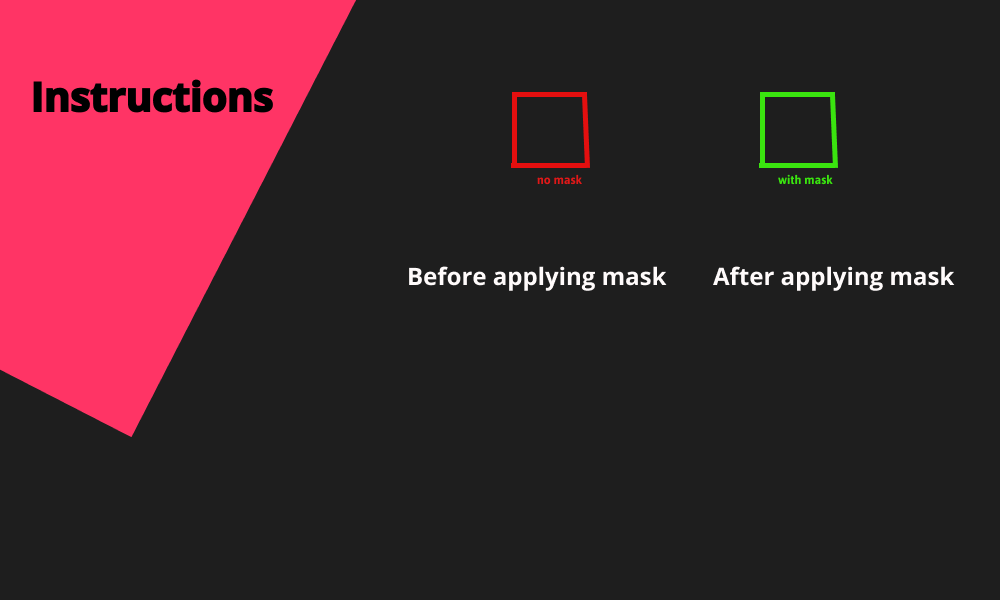 Instructions
no mask
with mask
Before applying mask
After applying mask